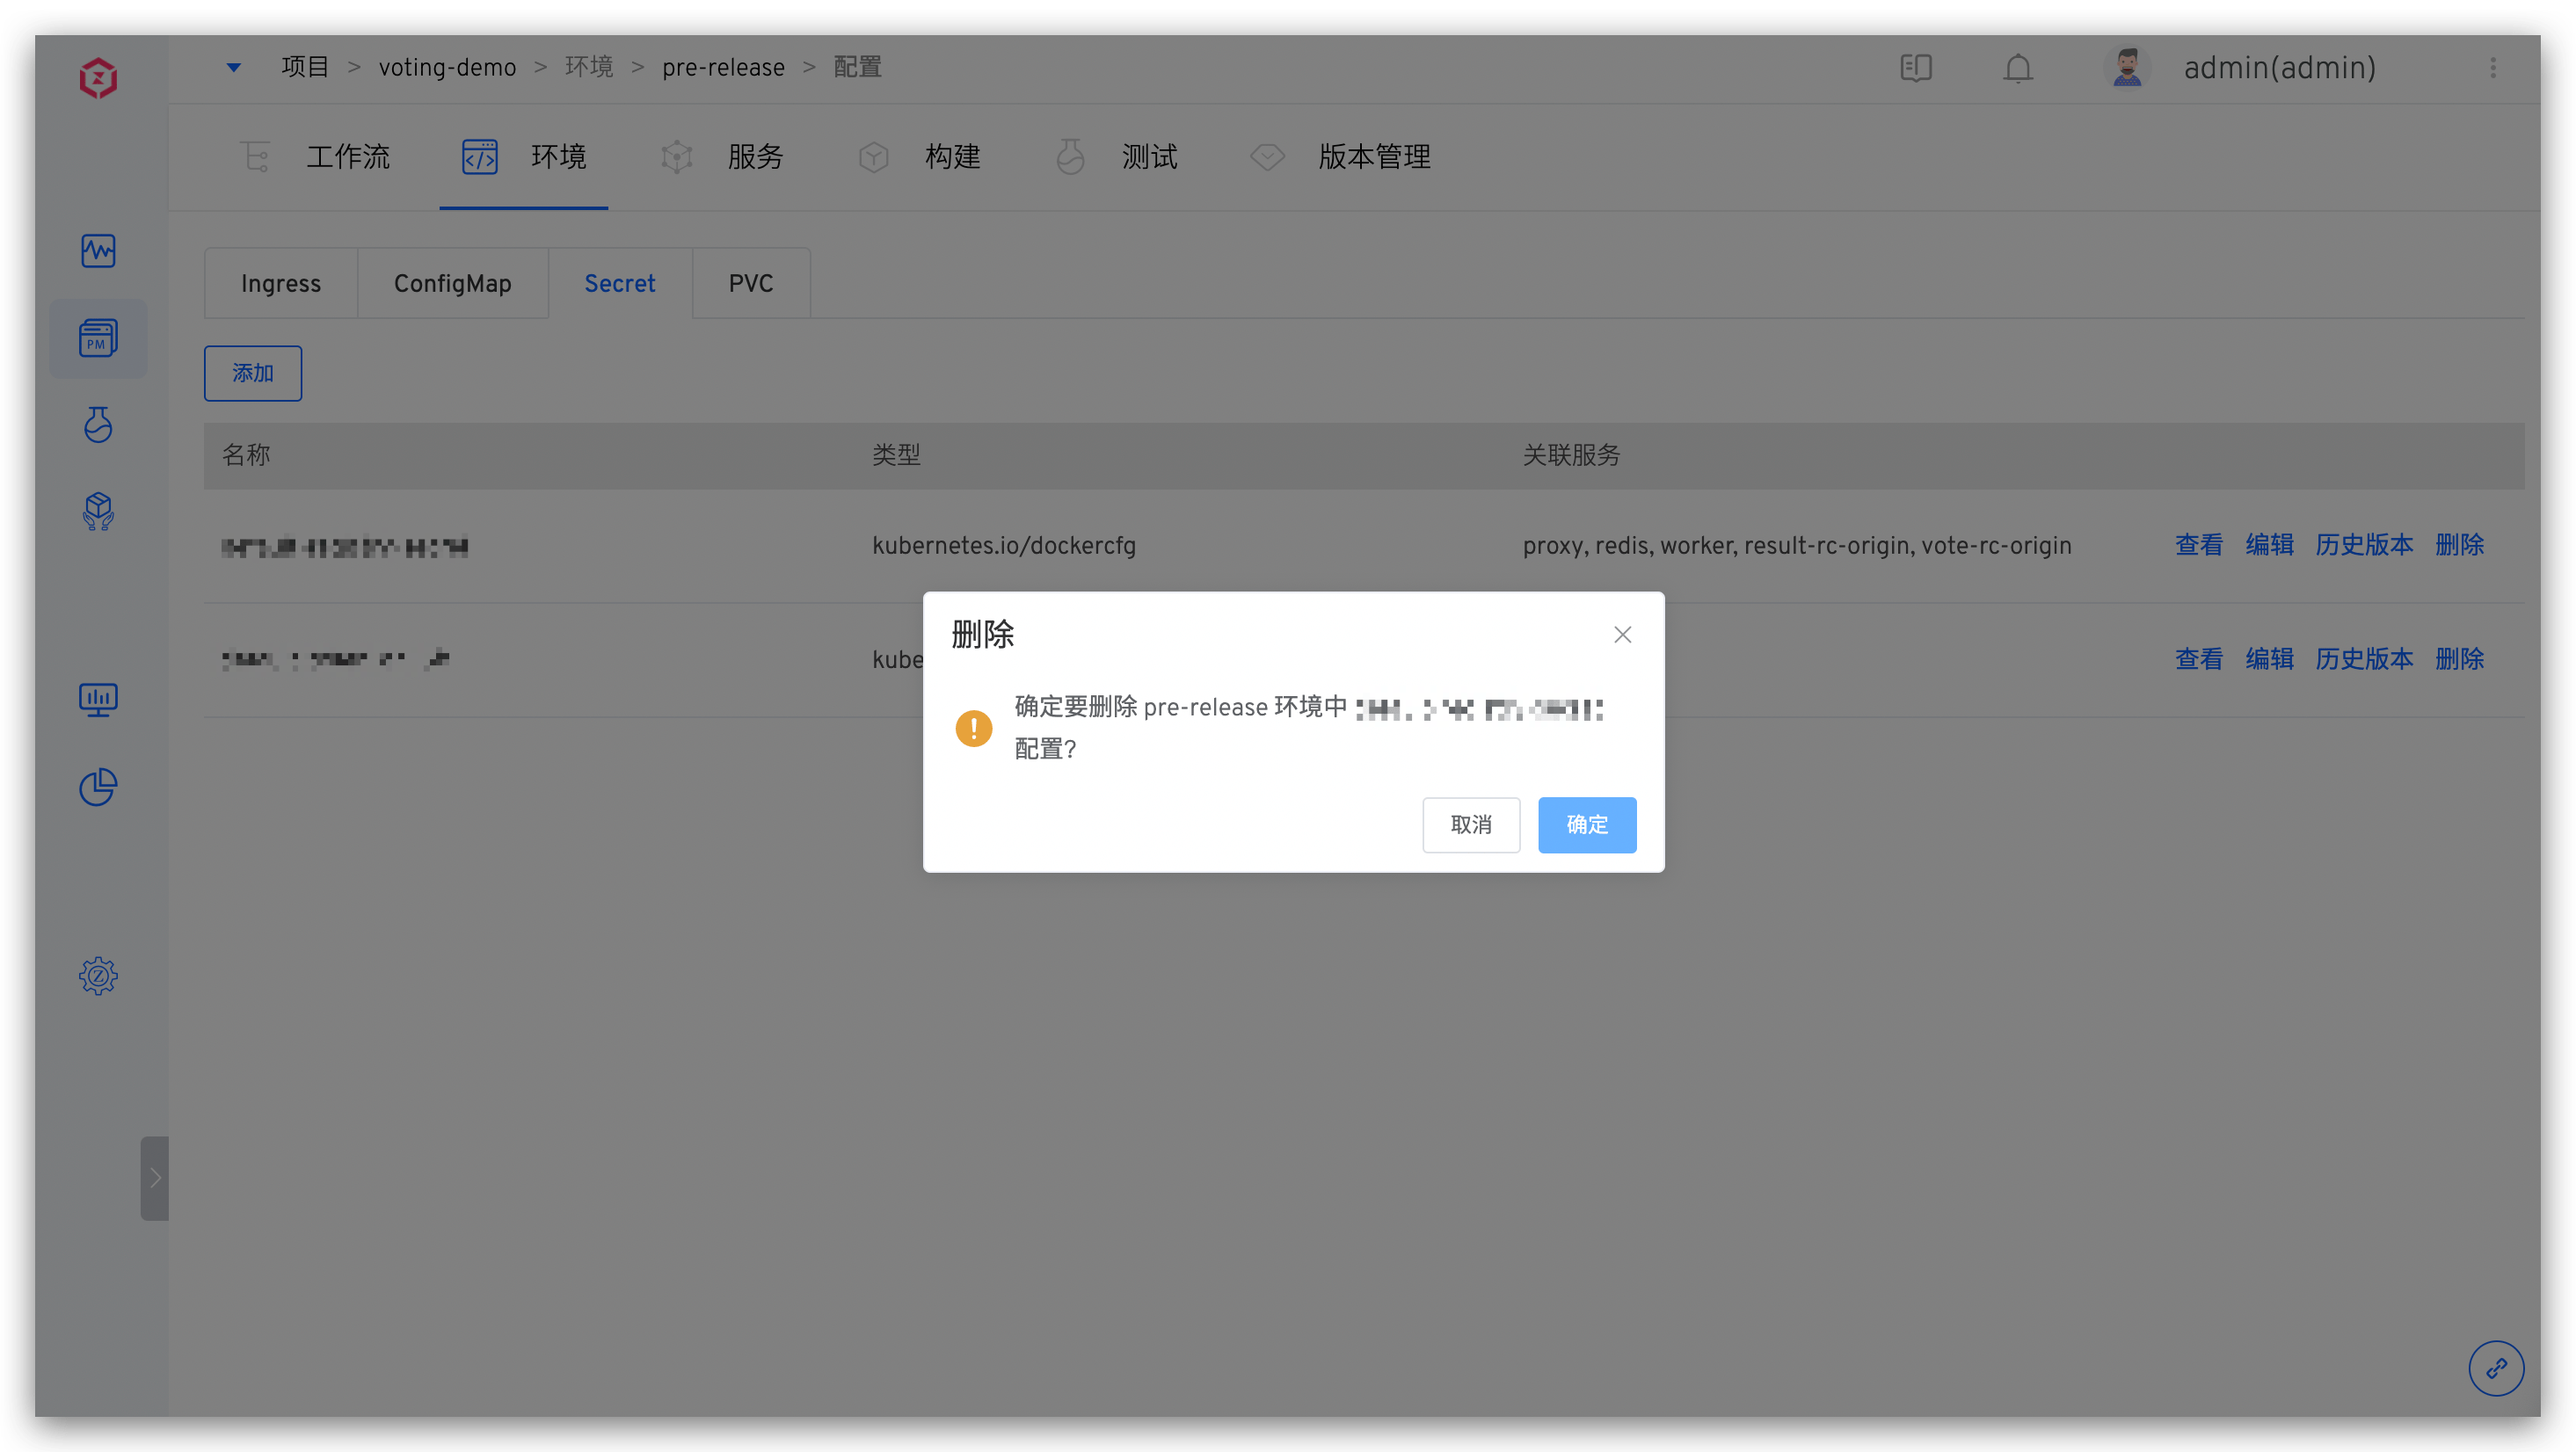 项目 > voting-demo > 环境 > pre-release > 配置
admin(admin)
工作流 环境 服务 构建 测试 版本管理
PM
Ingress ConfigMap Secret PVC
添加
名称 类型 关联服务
kubernetes.io/dockercfg proxy, redis, worker, result-rc-origin, vote-rc-origin 查看 编辑 历史版本 删除
kube 查看 编辑 历史版本 删除
删除
确定要删除 pre-release 环境中
配置?
取消 确定